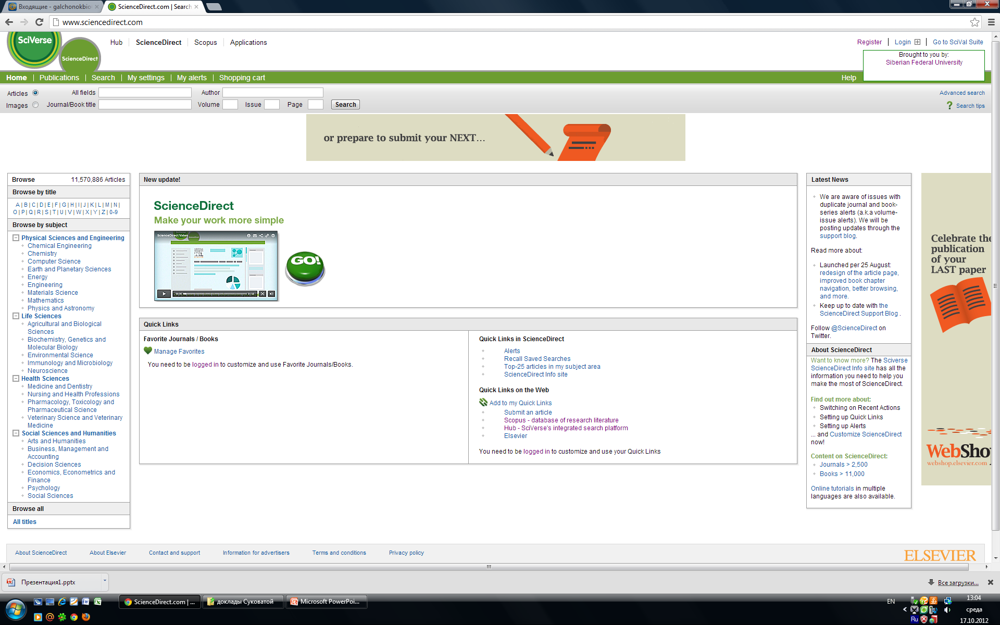 Входящие - galchonokbio
ScienceDirect.com | Search
www.sciencedirect.com
SciVerse
ScienceDirect
Hub
ScienceDirect
Scopus
Applications
Register
Login
Go to SciVal Suite
Brought to you by:
Siberian Federal University
Home | Publications | Search | My settings | My alerts | Shopping cart
Help
Articles
All fields
Author
Advanced search
Images
Journal/Book title
Volume
Issue
Page
Search
? Search tips
or prepare to submit your NEXT...
Browse
11,570,886 Articles
Browse by title
A | B | C | D | E | F | G | H | I | J | K | L | M | N |
O | P | Q | R | S | T | U | V | W | X | Y | Z | 0-9
Browse by subject
Physical Sciences and Engineering
Chemical Engineering
Chemistry
Computer Science
Earth and Planetary Sciences
Energy
Engineering
Materials Science
Mathematics
Physics and Astronomy
Life Sciences
Agricultural and Biological
Sciences
Biochemistry, Genetics and
Molecular Biology
Environmental Science
Immunology and Microbiology
Neuroscience
Health Sciences
Medicine and Dentistry
Nursing and Health Professions
Pharmacology, Toxicology and
Pharmaceutical Science
Veterinary Science and Veterinary
Medicine
Social Sciences and Humanities
Arts and Humanities
Business, Management and
Accounting
Decision Sciences
Economics, Econometrics and
Finance
Psychology
Social Sciences
Browse all
All titles
New update!
ScienceDirect
Make your work more simple
ScienceDirect Video
GO!
Quick Links
Favorite Journals / Books
Manage Favorites
You need to be logged in to customize and use Favorite Journals/Books.
Quick Links in ScienceDirect
Alerts
Recall Saved Searches
Top-25 articles in my subject area
ScienceDirect Info site
Quick Links on the Web
Add to my Quick Links
Submit an article
Scopus - database of research literature
Hub - SciVerse's integrated search platform
Elsevier
You need to be logged in to customize and use your Quick Links
Latest News
We are aware of issues with
duplicate journal and book-
series alerts (a.k.a volume-
issue alerts). We will be
posting updates through the
support blog.
Read more about:
Launched per 25 August:
redesign of the article page,
improved book chapter
navigation, better browsing,
and more.
Keep up to date with the
ScienceDirect Support Blog .
Follow @ScienceDirect on
Twitter.
About ScienceDirect
Want to know more? The Sciverse
ScienceDirect Info site has all the
information you need to help you
make the most of ScienceDirect.
Find out more about:
Switching on Recent Actions
Setting up Quick Links
Setting up Alerts
... and Customize ScienceDirect
now!
Content on ScienceDirect:
Journals > 2,500
Books > 11,000
Online tutorials in multiple
languages are also available.
Celebrate the
publication
of your
LAST paper
WebSho
webshop.elsevier.com
About ScienceDirect
About Elsevier
Contact and support
Information for advertisers
Terms and conditions
Privacy policy
ELSEVIER
Презентация1.pptx
Все загрузки...
ScienceDirect.com | ...
доклады Суковатой
Microsoft PowerPoi...
EN
13:04
среда
Ru
17.10.2012